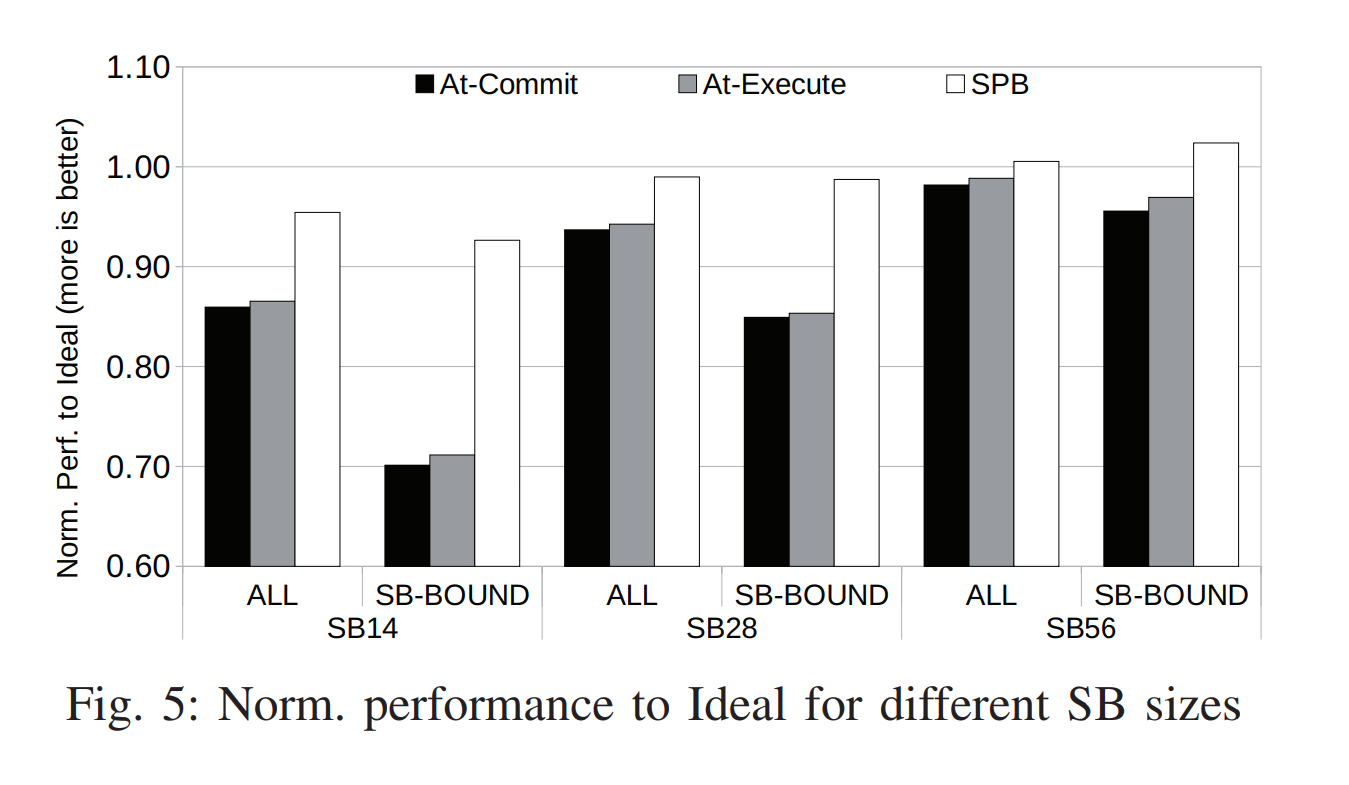 Norm. Perf. to Ideal (more is better)
1.10
1.00
0.90
0.80
0.70
0.60
At-Commit At-Execute SPB
ALL SB-BOUND ALL SB-BOUND ALL SB-BOUND
SB14 SB28 SB56
Fig. 5: Norm. performance to Ideal for different SB sizes